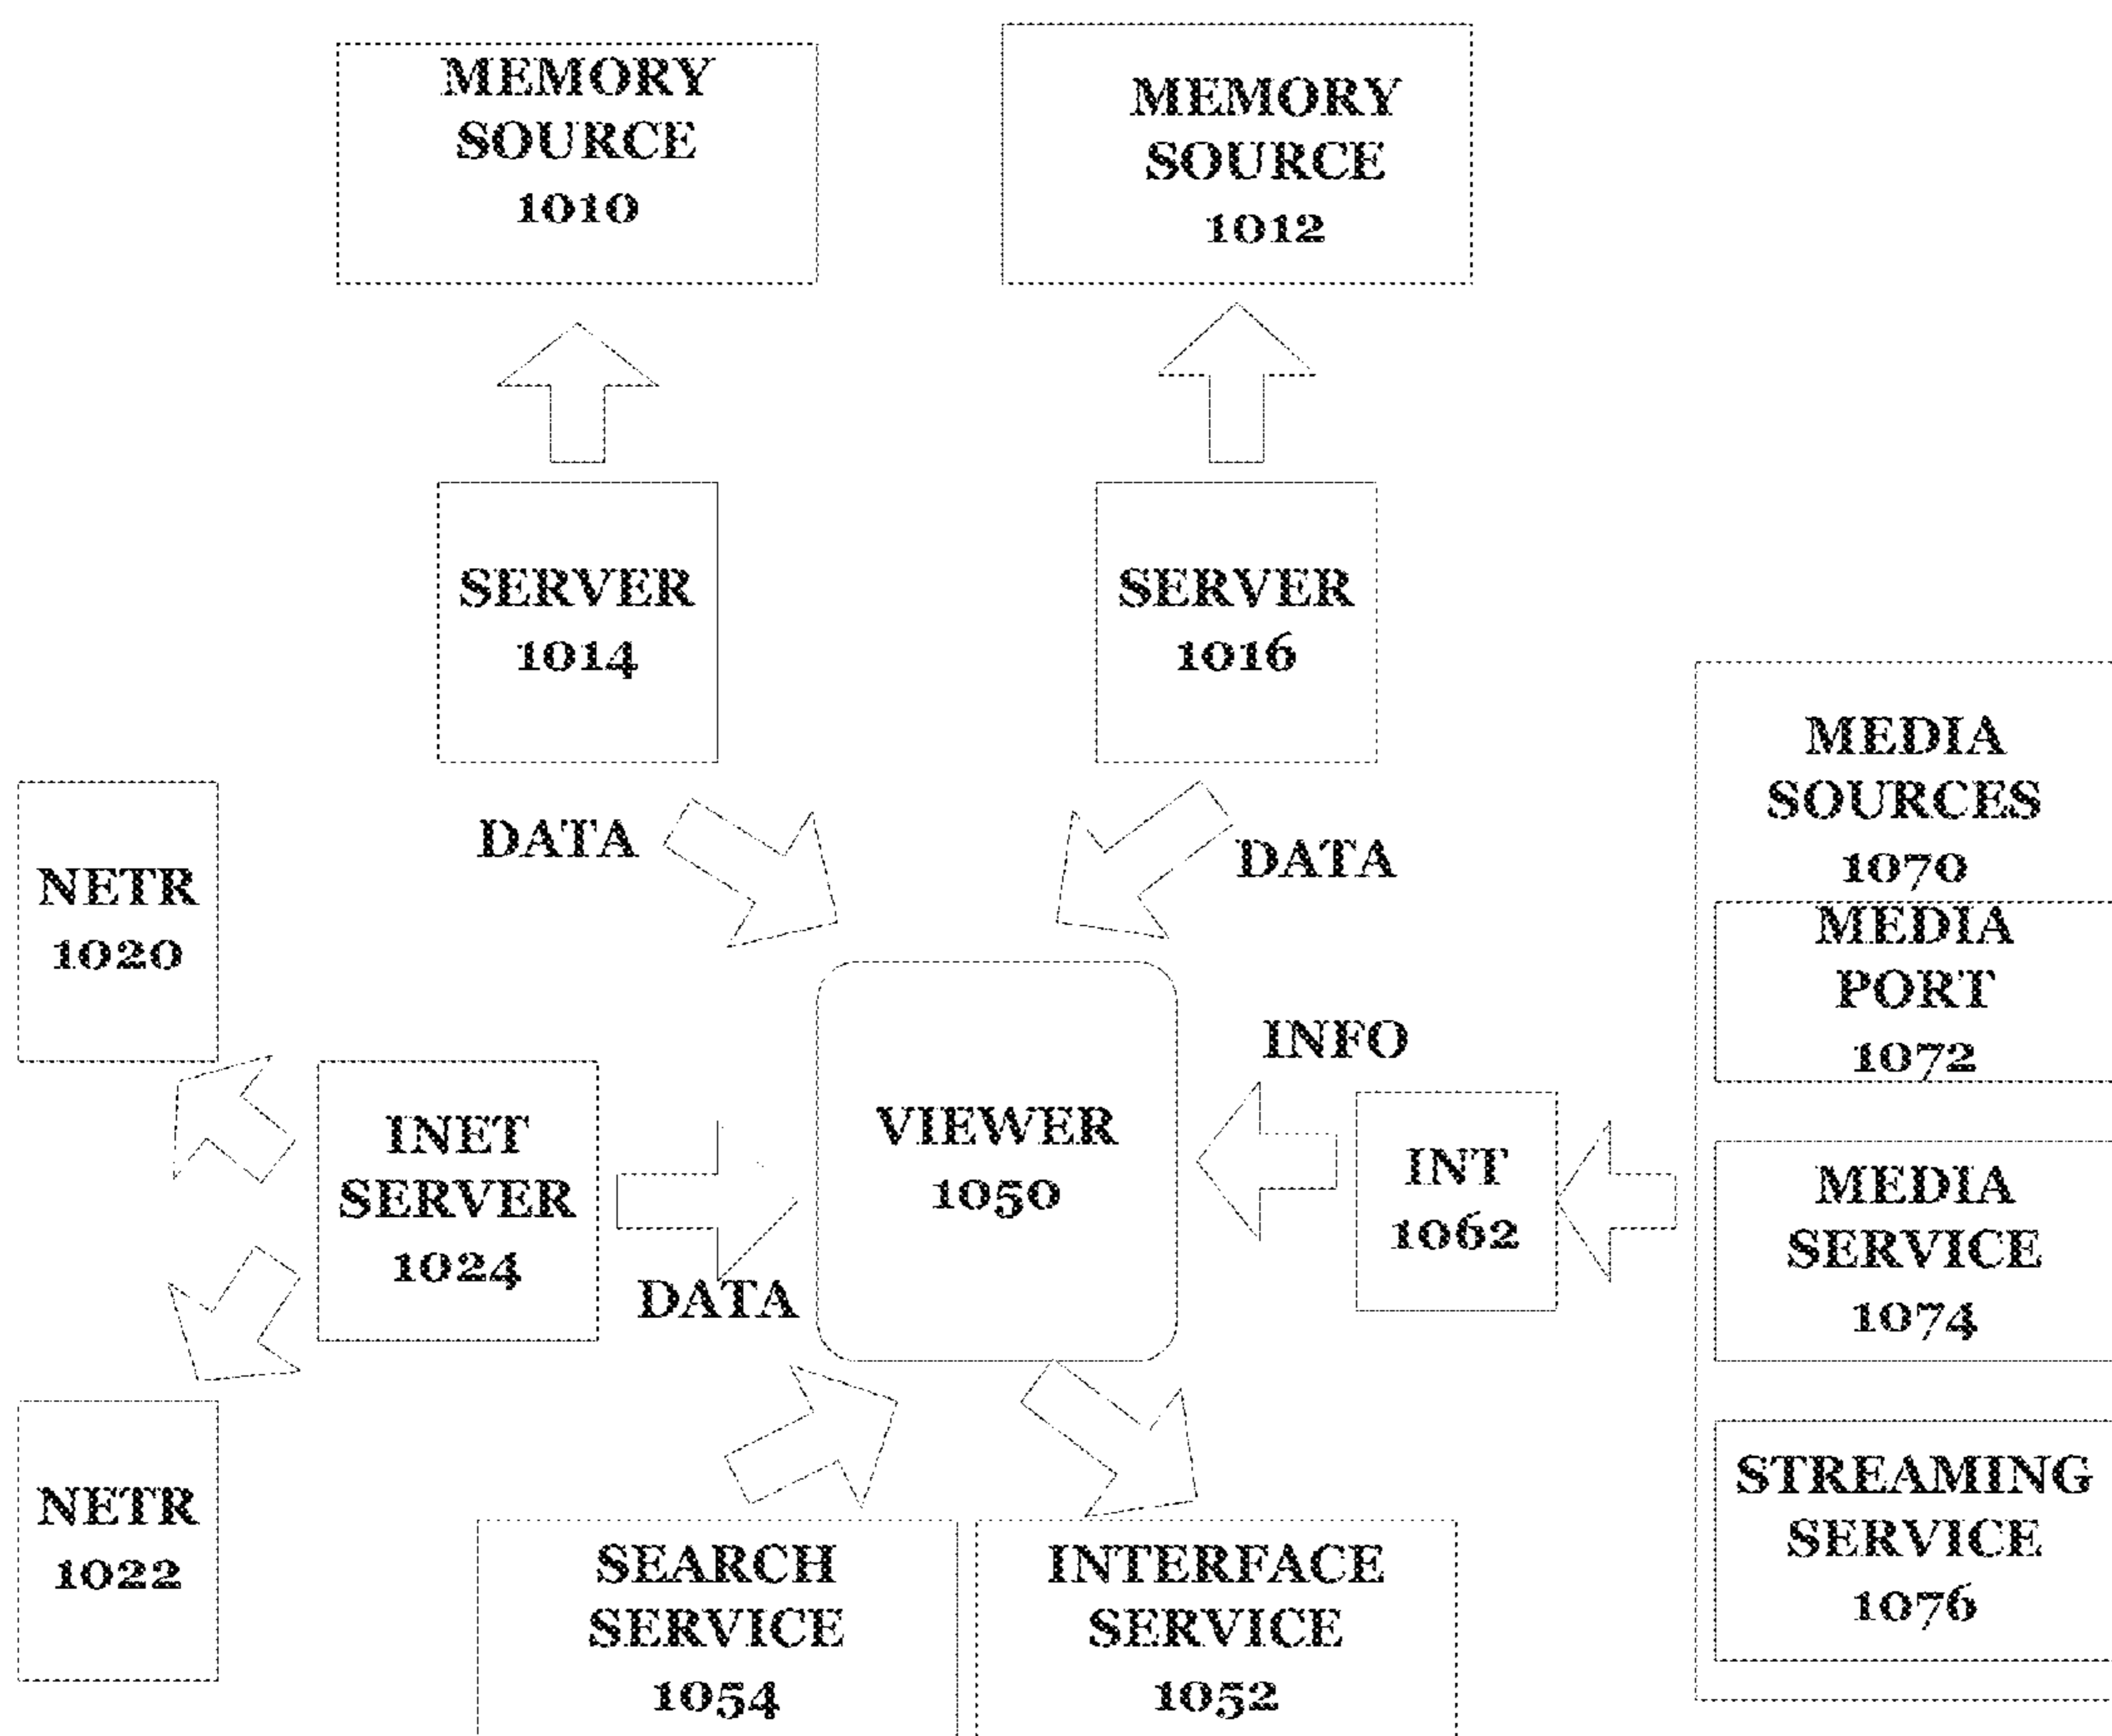 MEMORY
SOURCE
1010
MEMORY
SOURCE
1012
SERVER
1014
SERVER
1016
DATA
DATA
NETR
1020
INET
SERVER
1024
DATA
NETR
1022
VIEWER
1050
INFO
INT
1062
MEDIA
SOURCES
1070
MEDIA
PORT
1072
MEDIA
SERVICE
1074
STREAMING
SERVICE
1076
SEARCH
SERVICE
1054
INTERFACE
SERVICE
1052